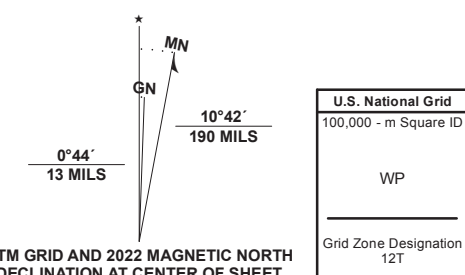 ★
MN
GN
10°42´
190 MILS
0°44´
13 MILS
TM GRID AND 2022 MAGNETIC NORTH
DECLINATION AT CENTER OF SHEET
U.S. National Grid
100,000 - m Square ID
WP
Grid Zone Designation
12T